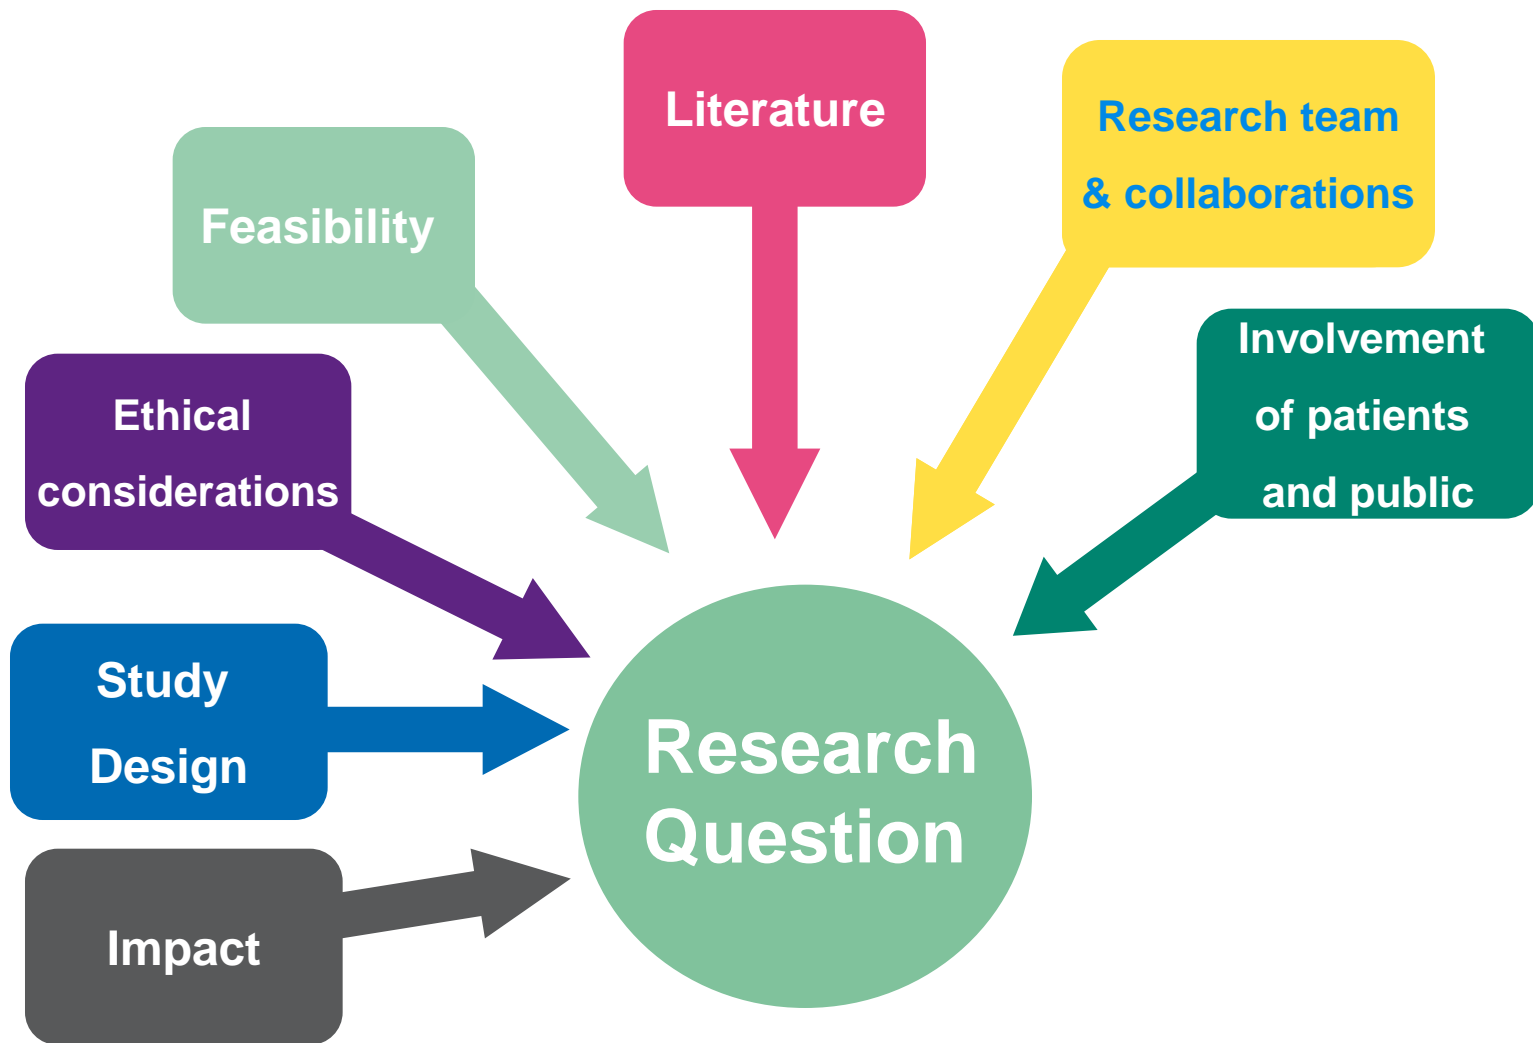 Literature
Research team
& collaborations
Feasibility
Involvement
of patients
and public
Ethical
considerations
Study
Design
Research
Question
Impact